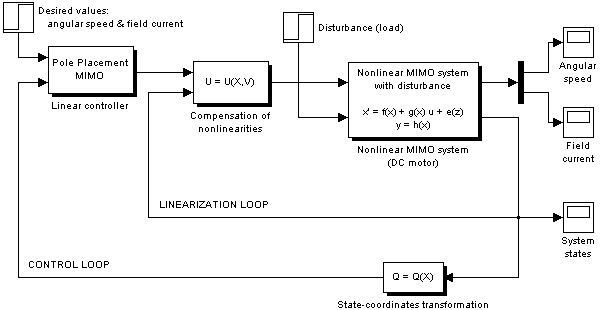 Desired values:
angular speed & field current
Disturbance (load)
Pole Placement
MIMO
Linear controller
U = U(X,V)
Compensation of
nonlinearities
Nonlinear MIMO system
with disturbance
x' = f(x) + g(x) u + e(z)
y = h(x)
Nonlinear MIMO system
(DC motor)
Angular
speed
Field
current
System
states
LINEARIZATION LOOP
CONTROL LOOP
Q = Q(X)
State-coordinates transformation